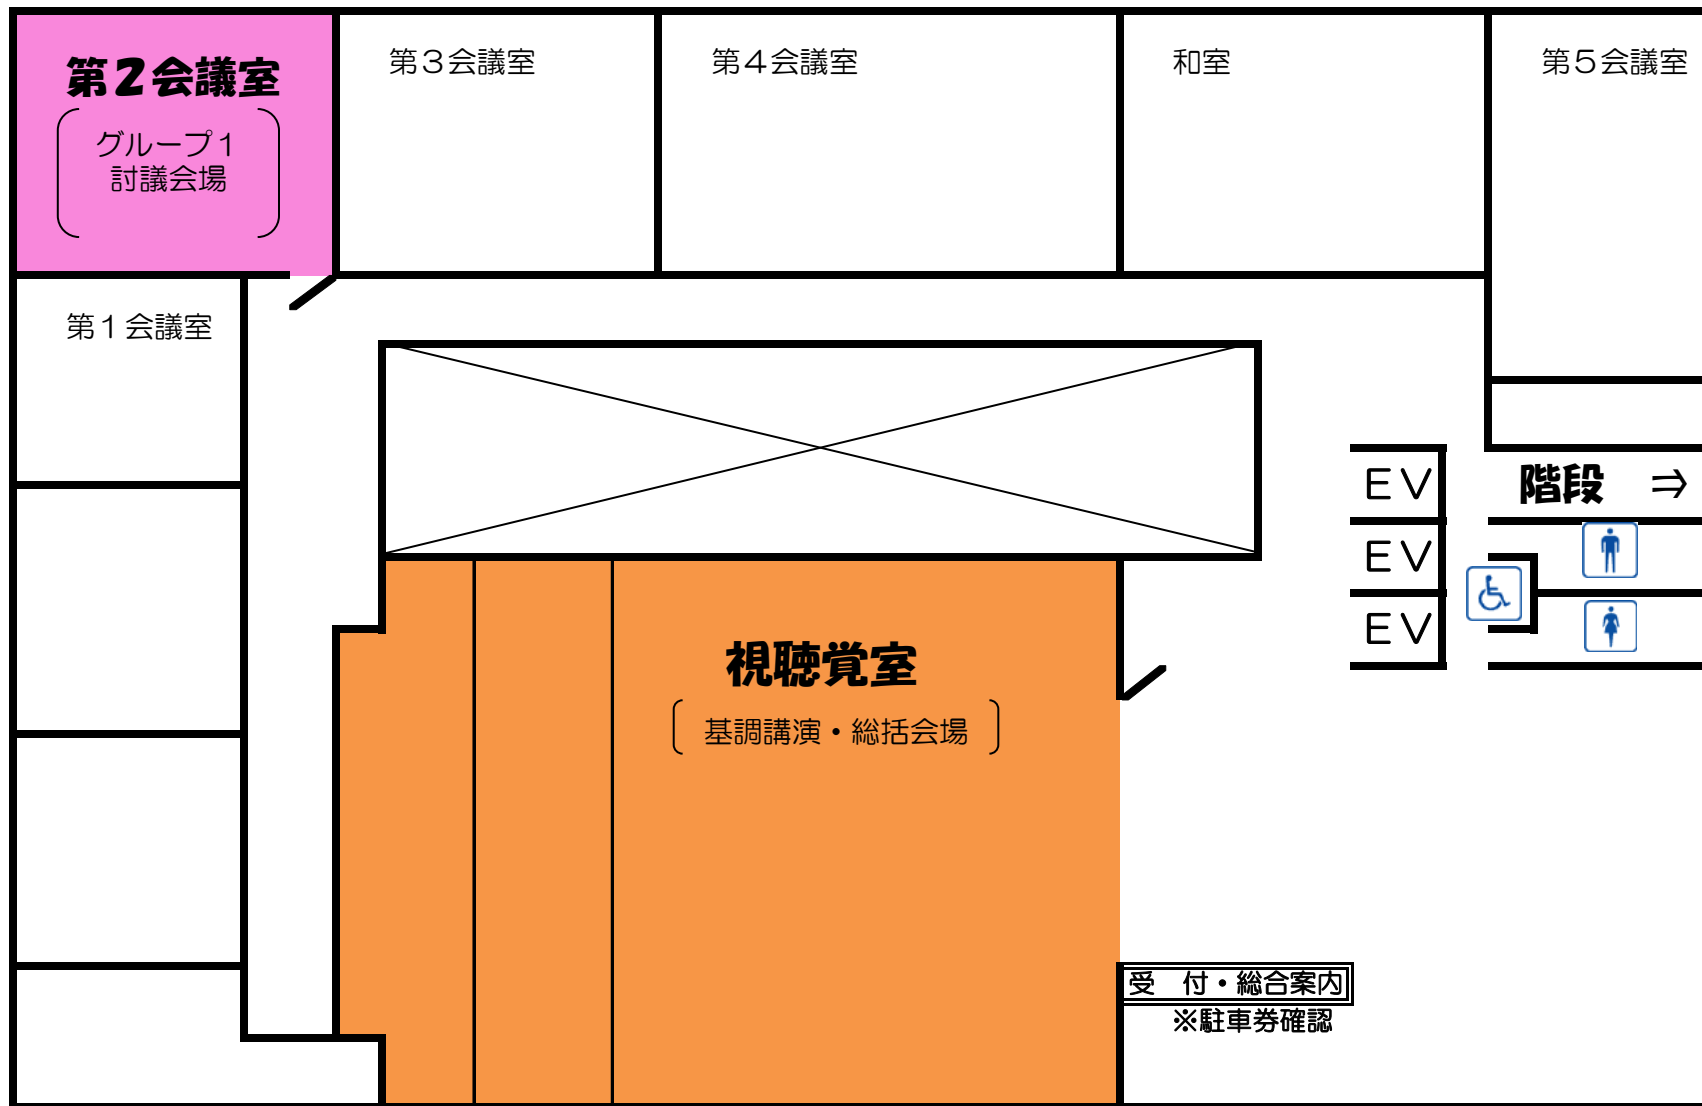 第２会議室
グループ１
討議会場
第３会議室
第４会議室
和室
第５会議室
第１会議室
ＥＶ
階段　⇒
ＥＶ
ＥＶ
視聴覚室
基調講演・総括会場
受　付・総合案内
※駐車券確認